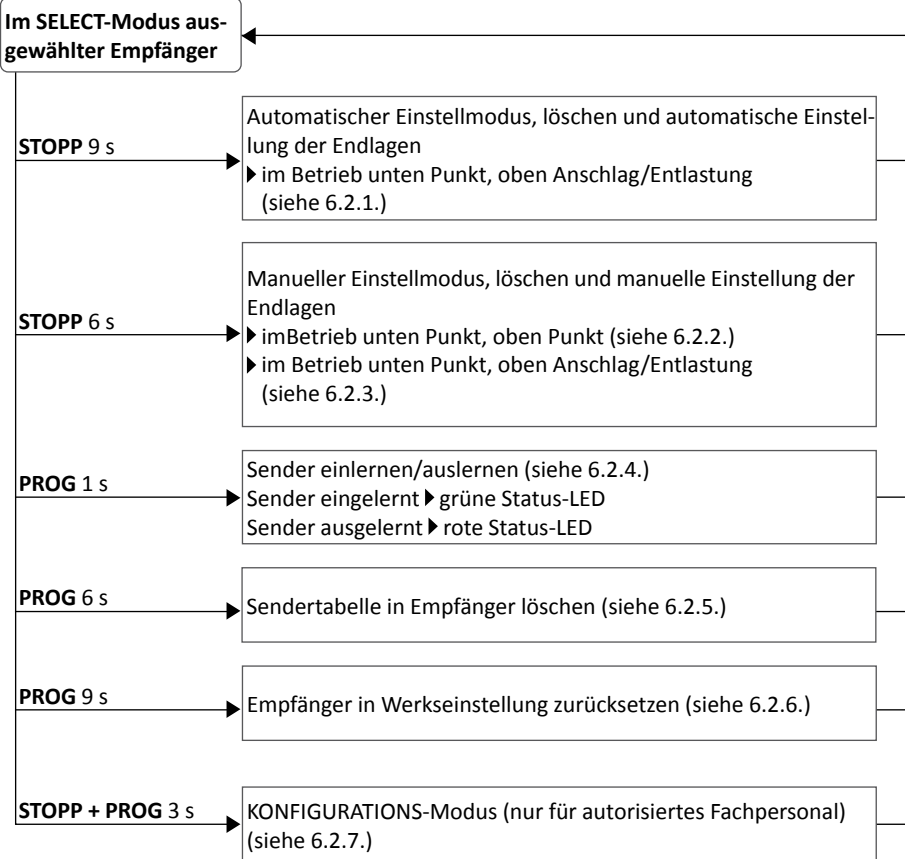 Im SELECT-Modus aus-
gewählter Empfänger
STOPP 9 s
Automatischer Einstellmodus, löschen und automatische Einstel-
lung der Endlagen
im Betrieb unten Punkt, oben Anschlag/Entlastung
(siehe 6.2.1.)
STOPP 6 s
Manueller Einstellmodus, löschen und manuelle Einstellung der
Endlagen
imBetrieb unten Punkt, oben Punkt (siehe 6.2.2.)
im Betrieb unten Punkt, oben Anschlag/Entlastung
(siehe 6.2.3.)
PROG 1 s
Sender einlernen/auslernen (siehe 6.2.4.)
Sender eingelernt grüne Status-LED
Sender ausgelernt rote Status-LED
PROG 6 s
Sendertabelle in Empfänger löschen (siehe 6.2.5.)
PROG 9 s
Empfänger in Werkseinstellung zurücksetzen (siehe 6.2.6.)
STOPP + PROG 3 s
KONFIGURATIONS-Modus (nur für autorisiertes Fachpersonal)
(siehe 6.2.7.)